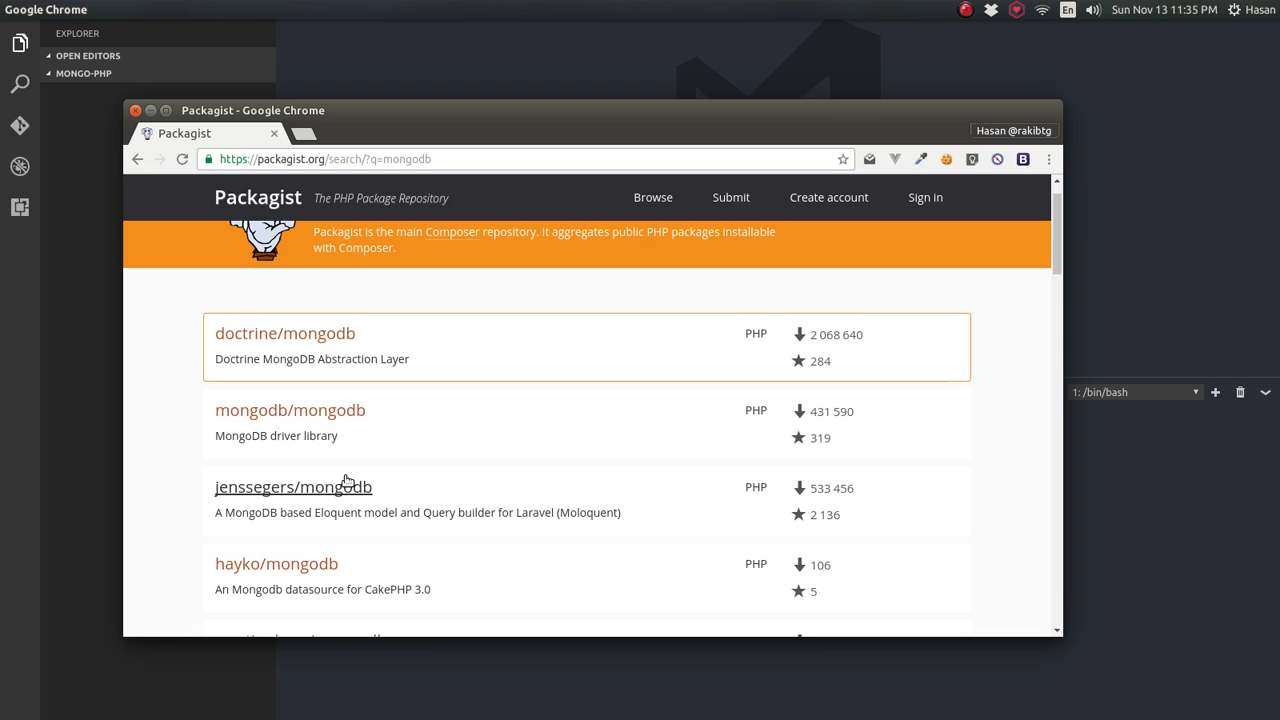 Google Chrome
En
Sun Nov 13 11:35 PM
Hasan
EXPLORER
OPEN EDITORS
MONGO-PHP
Packagist - Google Chrome
Packagist
Hasan @rakibtg
https://packagist.org/search/?q=mongodb
Packagist
The PHP Package Repository
Browse
Submit
Create account
Sign in
Packagist is the main Composer repository. It aggregates public PHP packages installable
with Composer.
doctrine/mongodb
PHP
2 068 640
Doctrine MongoDB Abstraction Layer
284
mongodb/mongodb
PHP
431 590
MongoDB driver library
319
jenssegers/mongodb
PHP
533 456
A MongoDB based Eloquent model and Query builder for Laravel (Moloquent)
2 136
hayko/mongodb
PHP
106
An Mongodb datasource for CakePHP 3.0
5
1: /bin/bash